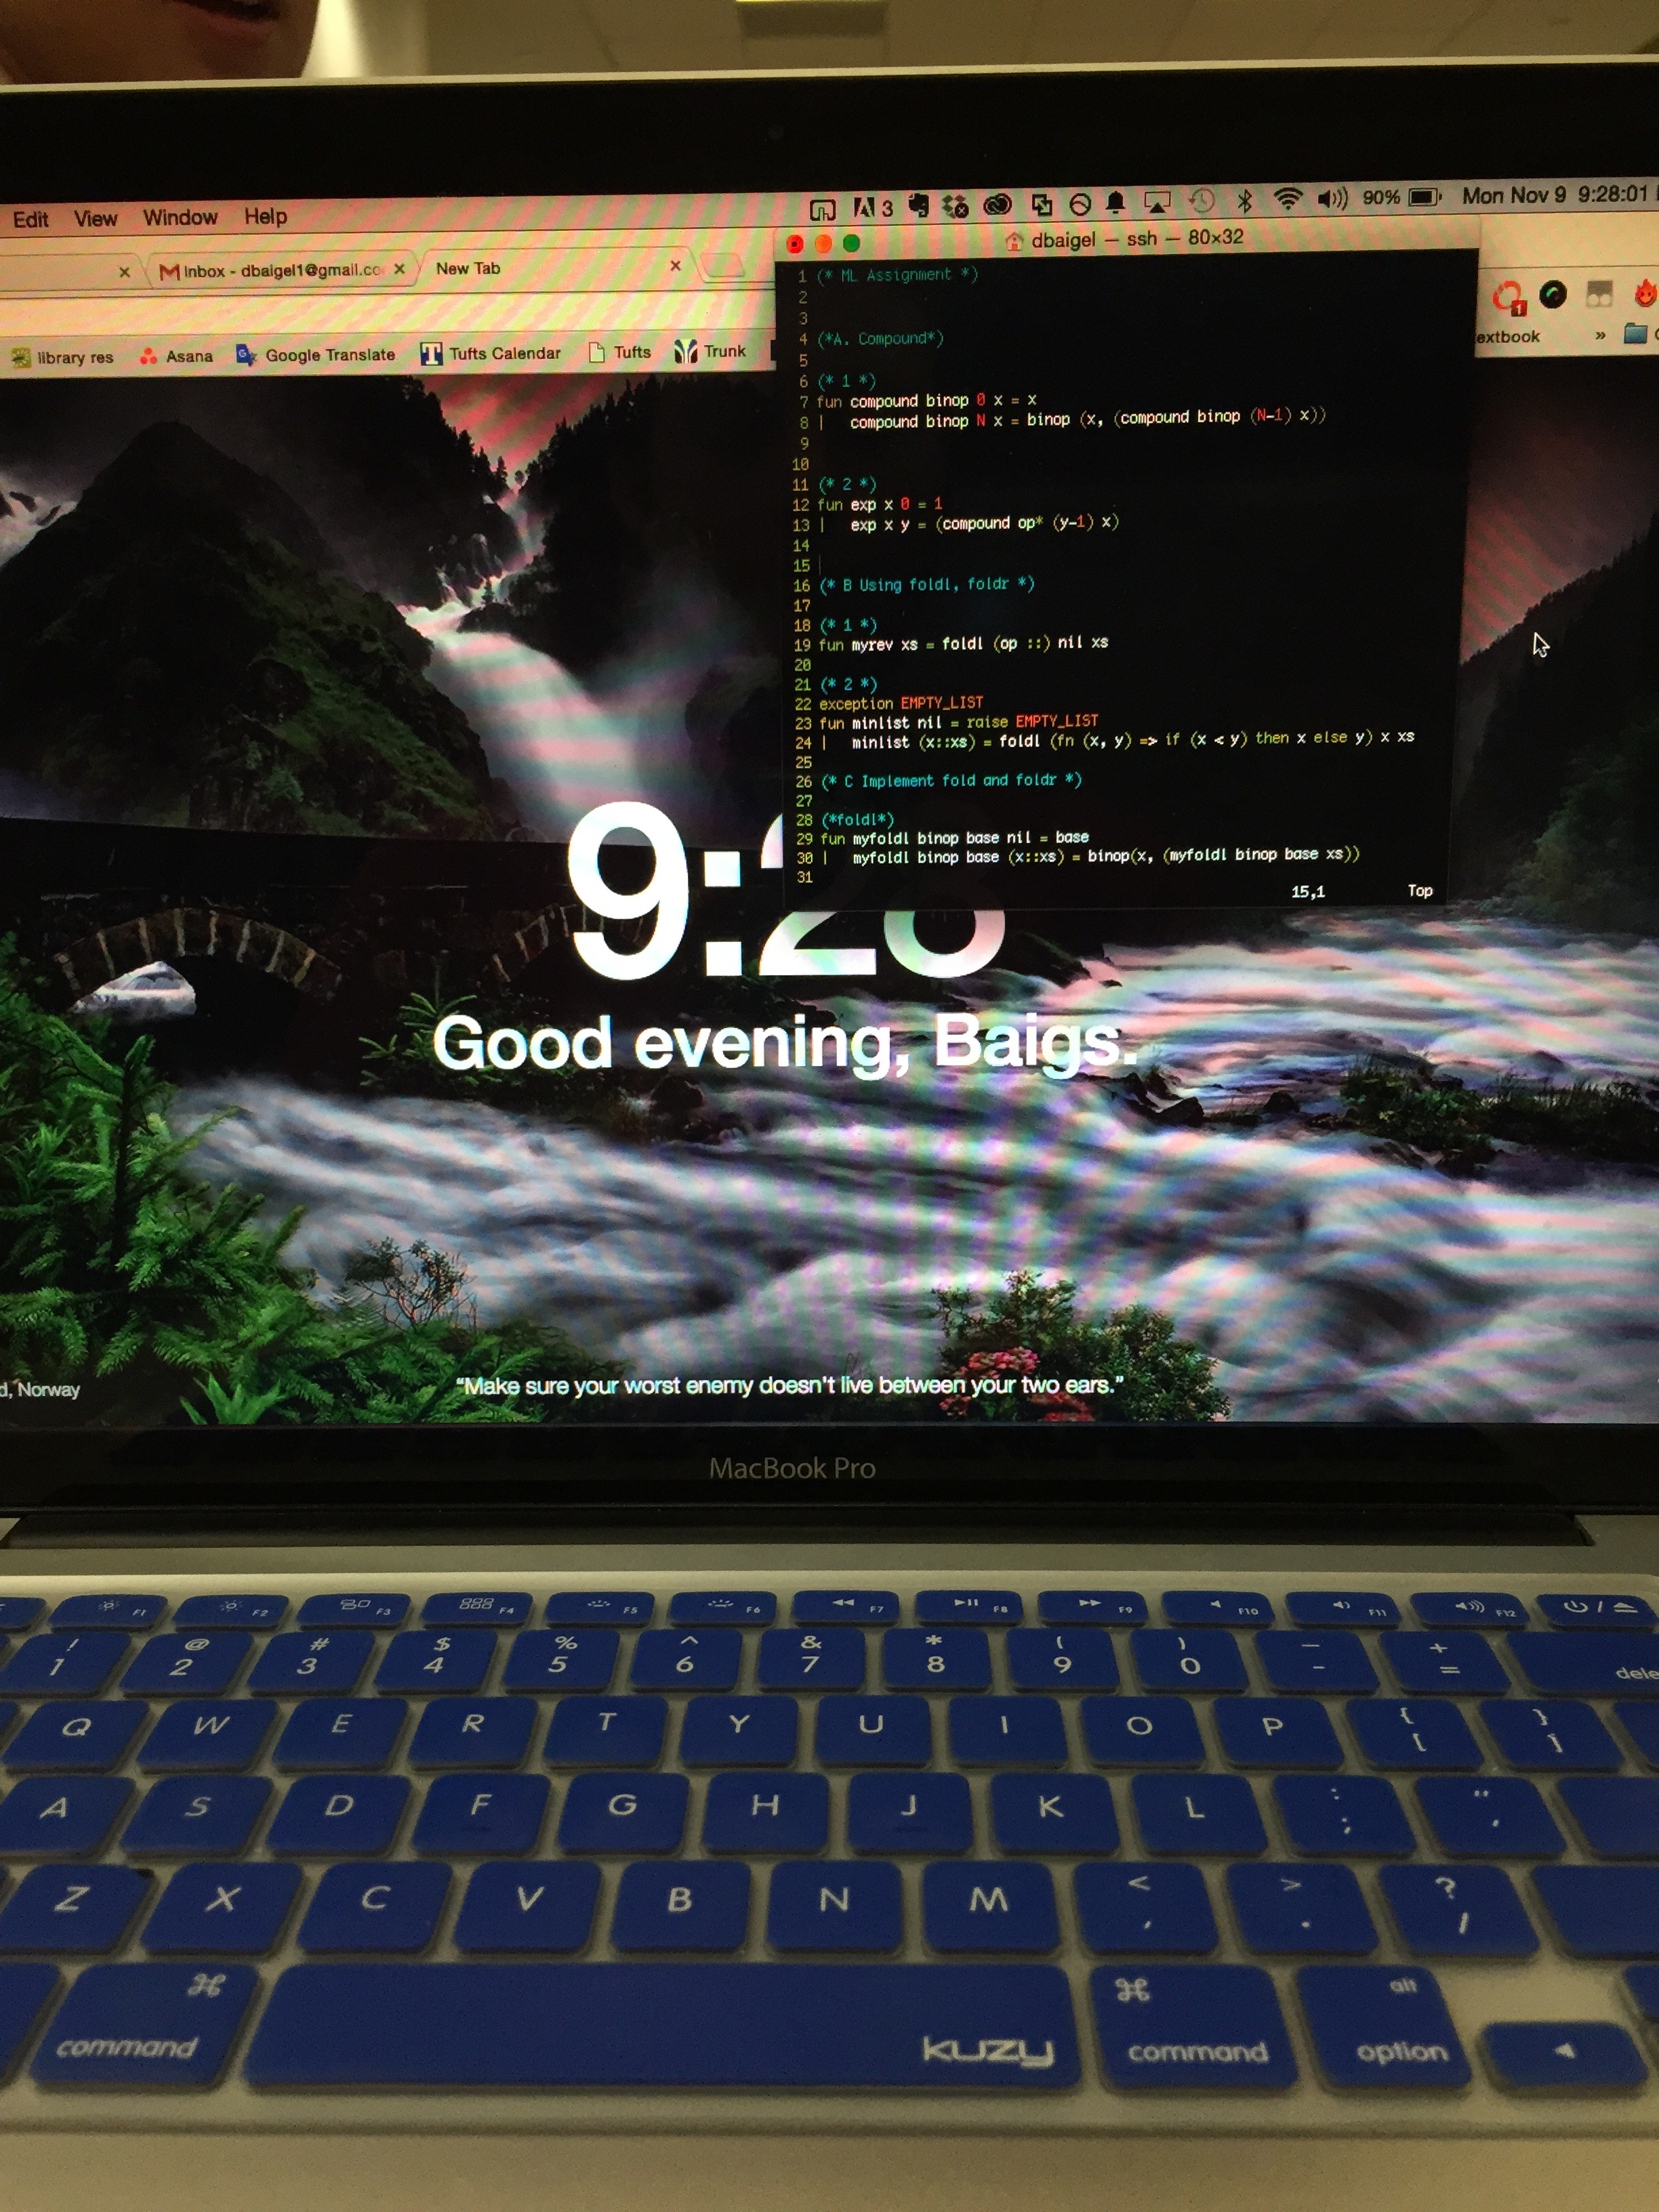 Edit View Window Help
3 90% Mon Nov 9 9:28:01
dbaigel — ssh — 80×32
Inbox - dbaigel1@gmail.co
New Tab
library res Asana Google Translate Tufts Calendar Tufts Trunk
extbook »
1 (* ML Assignment *)
2
3
4 (*A. Compound*)
5
6 (* 1 *)
7 fun compound binop 0 x = x
8 | compound binop N x = binop (x, (compound binop (N-1) x))
9
10
11 (* 2 *)
12 fun exp x 0 = 1
13 | exp x y = (compound op* (y-1) x)
14
15
16 (* B Using foldl, foldr *)
17
18 (* 1 *)
19 fun myrev xs = foldl (op ::) nil xs
20
21 (* 2 *)
22 exception EMPTY_LIST
23 fun minlist nil = raise EMPTY_LIST
24 | minlist (x::xs) = foldl (fn (x, y) => if (x < y) then x else y) x xs
25
26 (* C Implement fold and foldr *)
27
28 (*foldl*)
29 fun myfoldl binop base nil = base
30 | myfoldl binop base (x::xs) = binop(x, (myfoldl binop base xs))
31
15,1 Top
9:28
Good evening, Baigs.
d, Norway
“Make sure your worst enemy doesn't live between your two ears.”
MacBook Pro
F1 F2 F3 F4 F5 F6 F7 F8 F9 F10 F11 F12
! @ # $ % ^ & * ( ) — +
1 2 3 4 5 6 7 8 9 0 - =
dele
Q W E R T Y U I O P { }
[ ]
A S D F G H J K L : "
; '
Z X C V B N M < > ?
, . /
⌘ ⌘ alt
command kuzy command option